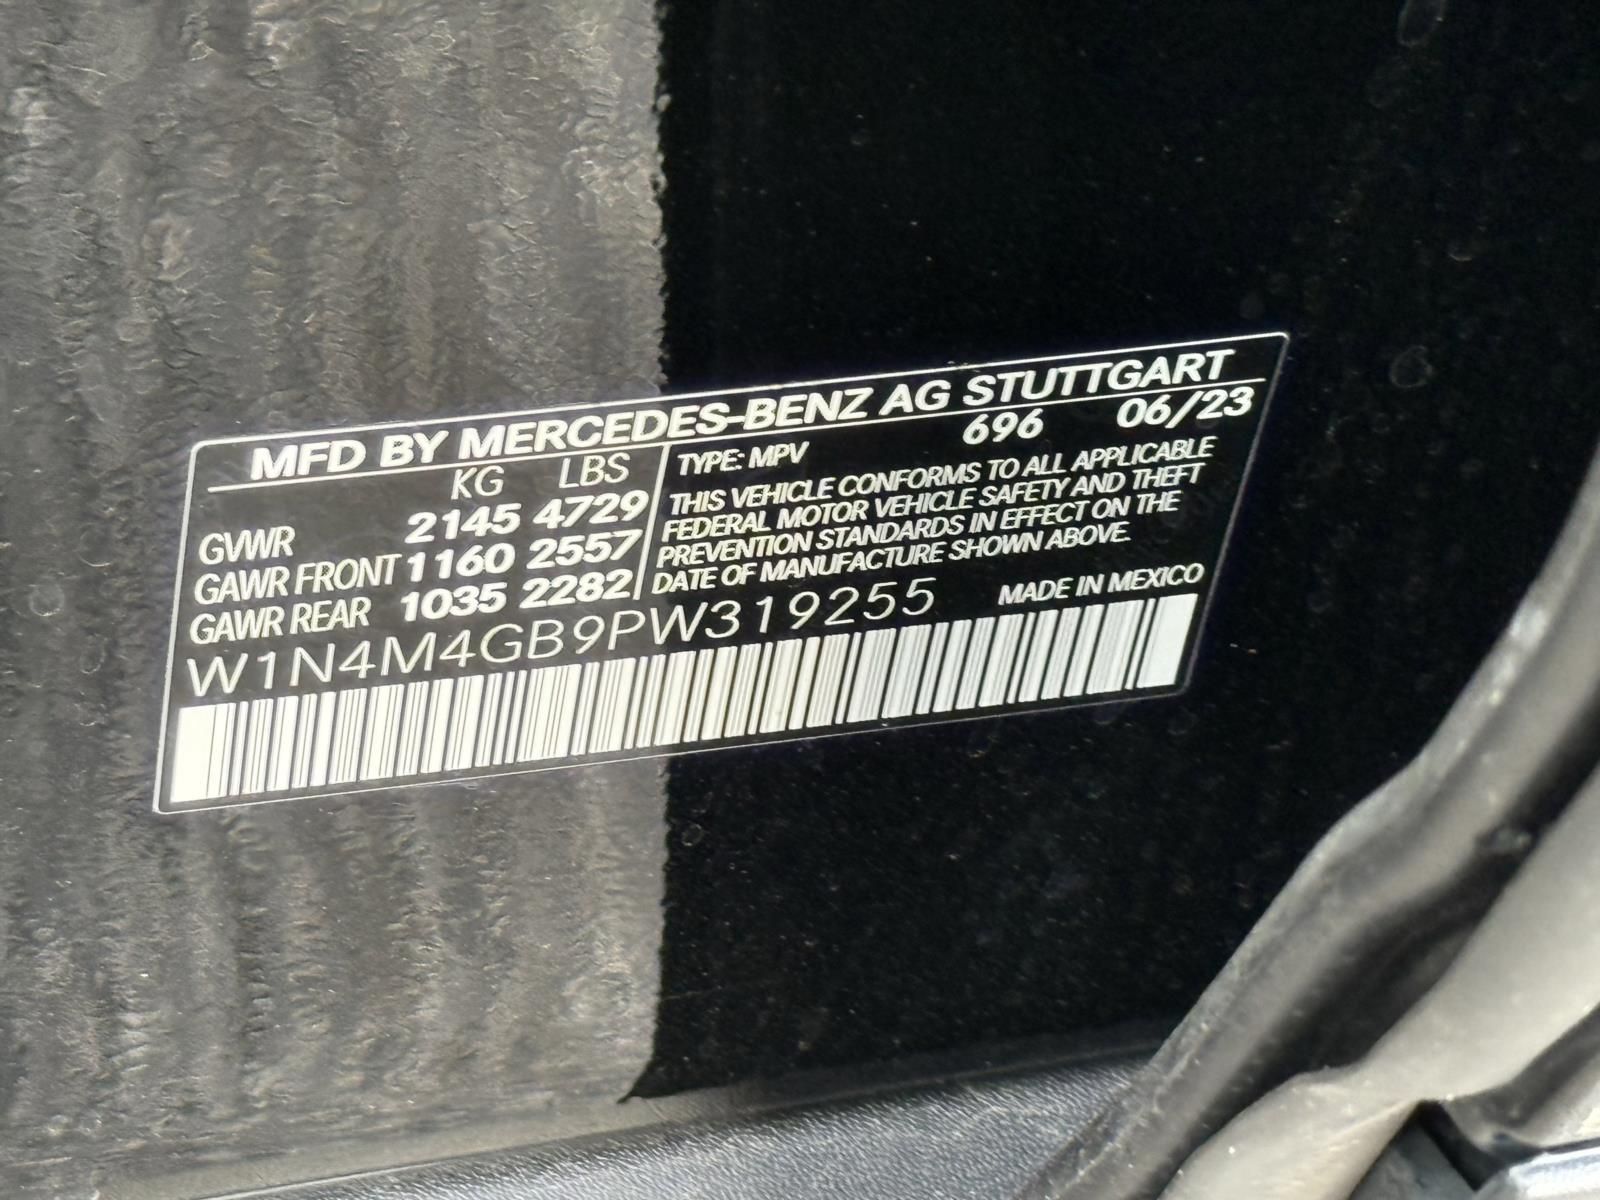 MFD BY MERCEDES-BENZ AG STUTTGART
KG LBS
GVWR 2145 4729
GAWR FRONT 1160 2557
GAWR REAR 1035 2282
696 06/23
TYPE: MPV
THIS VEHICLE CONFORMS TO ALL APPLICABLE
FEDERAL MOTOR VEHICLE SAFETY AND THEFT
PREVENTION STANDARDS IN EFFECT ON THE
DATE OF MANUFACTURE SHOWN ABOVE.
W1N4M4GB9PW319255 MADE IN MEXICO